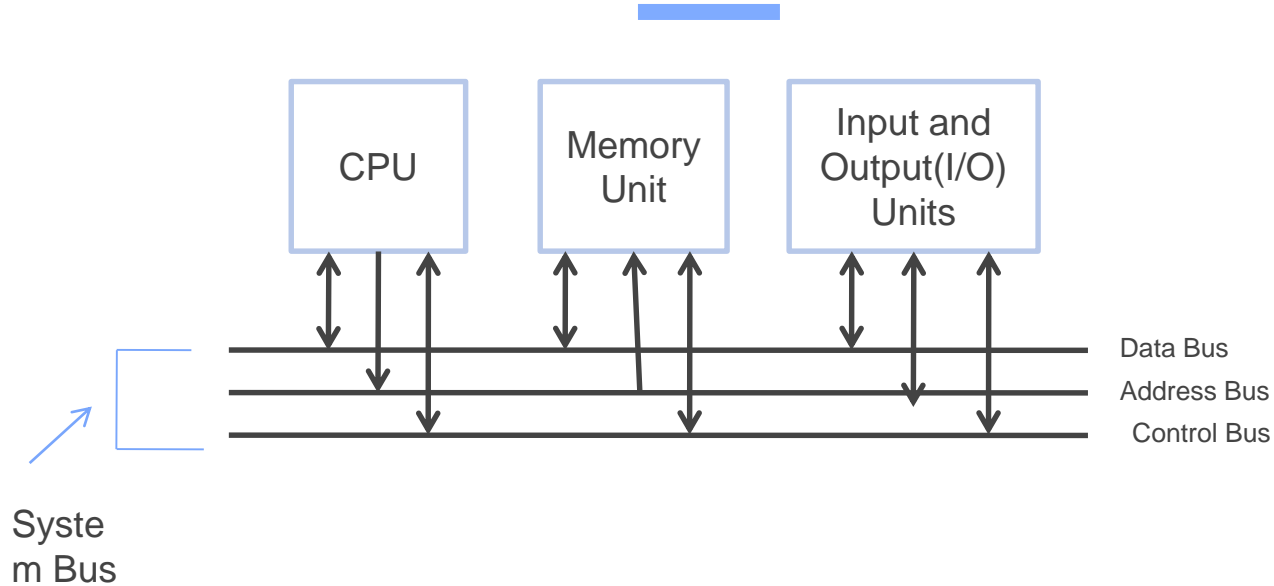 CPU
Memory
Unit
Input and
Output(I/O)
Units
Data Bus
Address Bus
Control Bus
Syste
m Bus